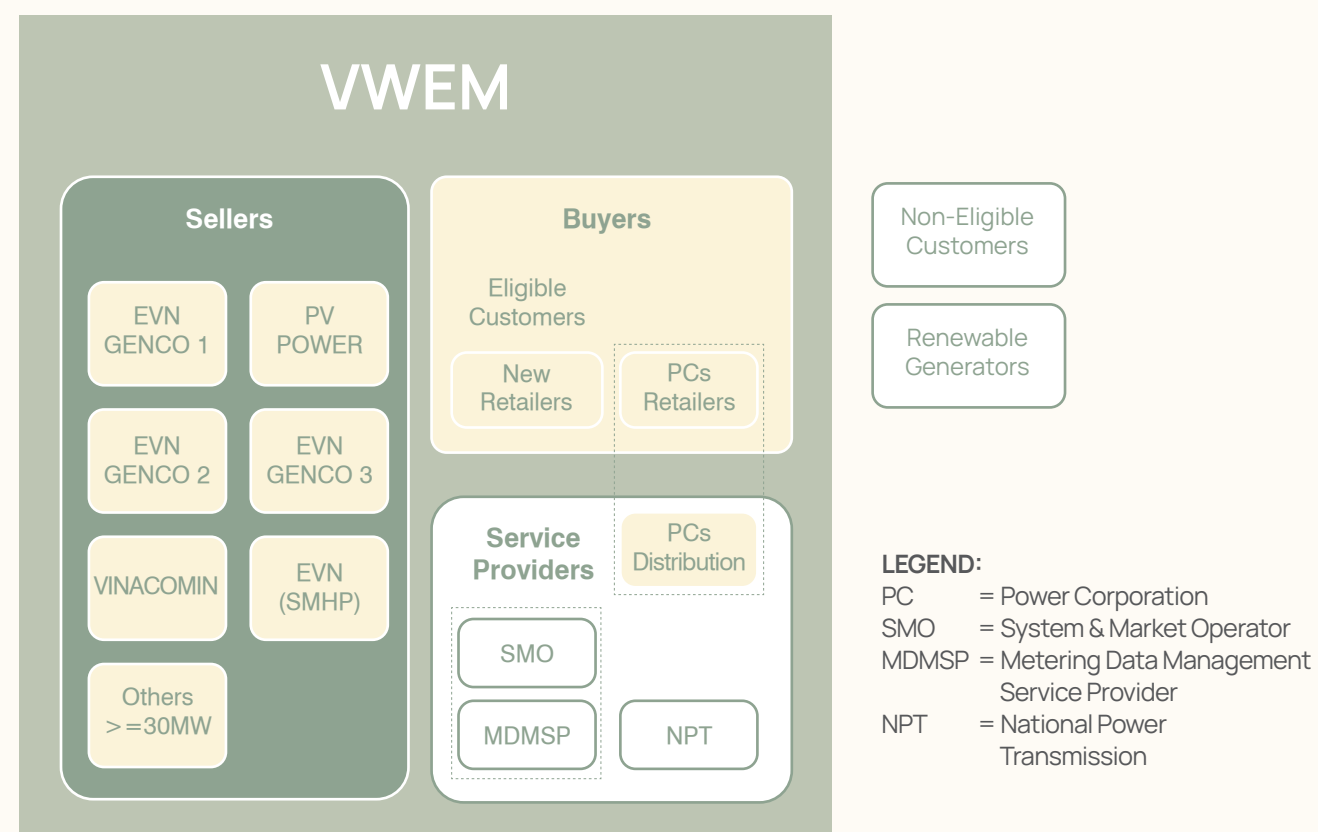 VWEM
Sellers
EVN
GENCO 1
PV
POWER
EVN
GENCO 2
EVN
GENCO 3
VINACOMIN
EVN
(SMHP)
Others
>=30MW
Buyers
Eligible
Customers
New
Retailers
PCs
Retailers
Service
Providers
PCs
Distribution
SMO
MDMSP
NPT
Non-Eligible
Customers
Renewable
Generators
LEGEND:
PC = Power Corporation
SMO = System & Market Operator
MDMSP = Metering Data Management
Service Provider
NPT = National Power
Transmission